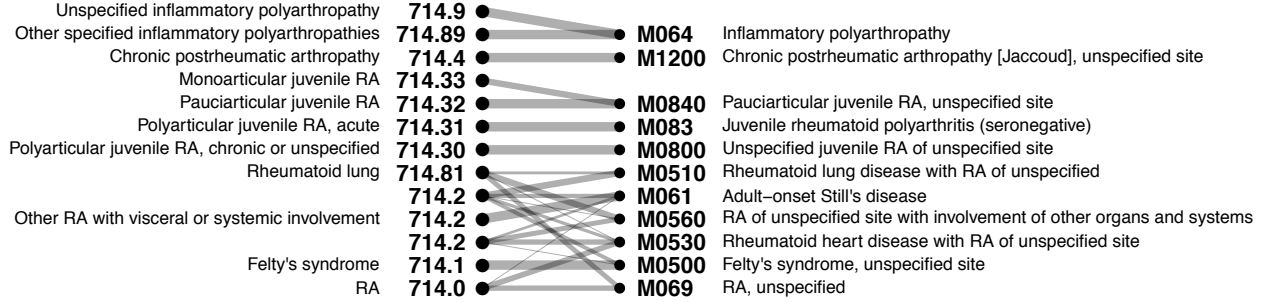 Unspecified inflammatory polyarthropathy 714.9
Other specified inflammatory polyarthropathies 714.89 M064 Inflammatory polyarthropathy
Chronic postrheumatic arthropathy 714.4 M1200 Chronic postrheumatic arthropathy [Jaccoud], unspecified site
Monoarticular juvenile RA 714.33
Pauciarticular juvenile RA 714.32 M0840 Pauciarticular juvenile RA, unspecified site
Polyarticular juvenile RA, acute 714.31 M083 Juvenile rheumatoid polyarthritis (seronegative)
Polyarticular juvenile RA, chronic or unspecified 714.30 M0800 Unspecified juvenile RA of unspecified site
Rheumatoid lung 714.81 M0510 Rheumatoid lung disease with RA of unspecified
714.2 M061 Adult−onset Still's disease
Other RA with visceral or systemic involvement 714.2 M0560 RA of unspecified site with involvement of other organs and systems
714.2 M0530 Rheumatoid heart disease with RA of unspecified site
Felty's syndrome 714.1 M0500 Felty's syndrome, unspecified site
RA 714.0 M069 RA, unspecified